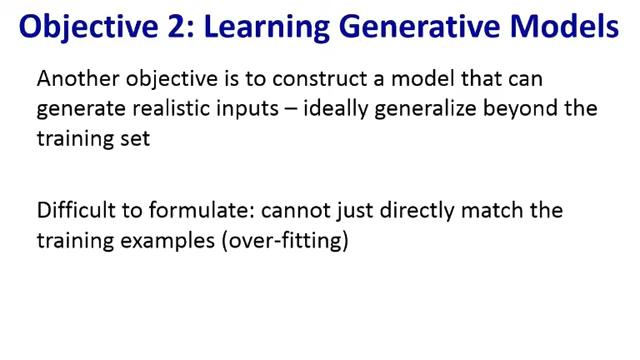 Objective 2: Learning Generative Models
Another objective is to construct a model that can
generate realistic inputs – ideally generalize beyond the
training set
Difficult to formulate: cannot just directly match the
training examples (over-fitting)